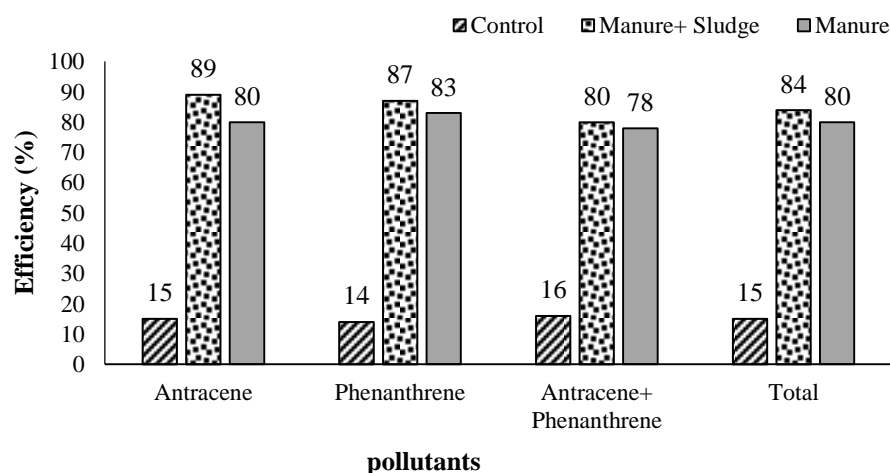 Control Manure+ Sludge Manure
Efficiency (%)
100
90
80
70
60
50
40
30
20
10
0
15 89 80
14 87 83
16 80 78
15 84 80
Antracene Phenanthrene Antracene+ Total
Phenanthrene
pollutants